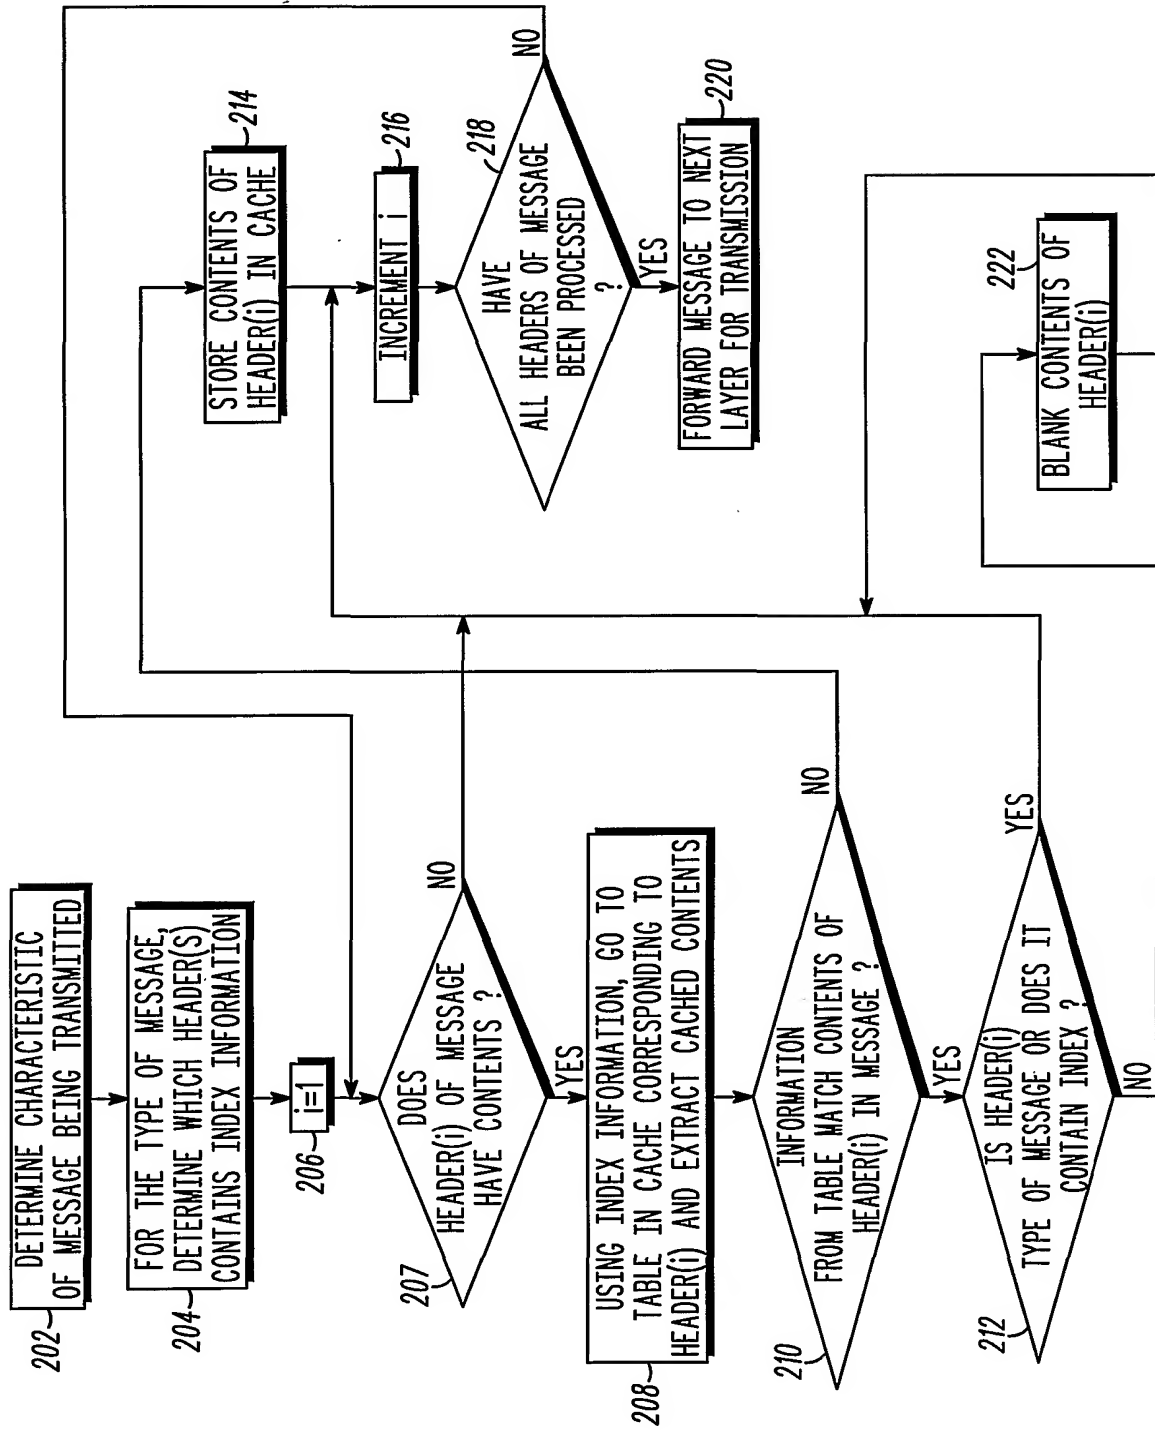 202
DETERMINE CHARACTERISTIC
OF MESSAGE BEING TRANSMITTED
204
FOR THE TYPE OF MESSAGE,
DETERMINE WHICH HEADER(S)
CONTAINS INDEX INFORMATION
206
i=1
207
DOES
HEADER(i) OF MESSAGE
HAVE CONTENTS ?
NO
YES
208
USING INDEX INFORMATION, GO TO
TABLE IN CACHE CORRESPONDING TO
HEADER(i) AND EXTRACT CACHED CONTENTS
210
INFORMATION
FROM TABLE MATCH CONTENTS OF
HEADER(i) IN MESSAGE ?
NO
YES
212
IS HEADER(i)
TYPE OF MESSAGE OR DOES IT
CONTAIN INDEX ?
YES
NO
214
STORE CONTENTS OF
HEADER(i) IN CACHE
216
INCREMENT i
218
HAVE
ALL HEADERS OF MESSAGE
BEEN PROCESSED
?
NO
YES
220
FORWARD MESSAGE TO NEXT
LAYER FOR TRANSMISSION
222
BLANK CONTENTS OF
HEADER(i)